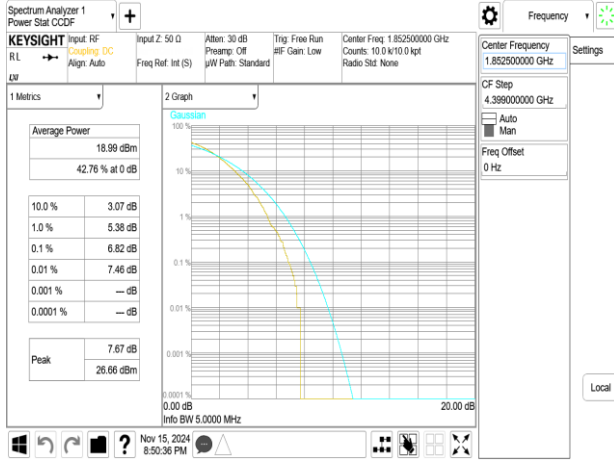 Spectrum Analyzer 1
Power Stat CCDF
+
Frequency
KEYSIGHT
RL
Input: RF
Coupling: DC
Align: Auto
Input Z: 50 Ω
Freq Ref: Int (S)
Atten: 30 dB
Preamp: Off
µW Path: Standard
Trig: Free Run
#IF Gain: Low
Center Freq: 1.852500000 GHz
Counts: 10.0 k/10.0 kpt
Radio Std: None
Center Frequency
1.852500000 GHz
Settings
CF Step
4.399000000 GHz
Auto
Man
Freq Offset
0 Hz
1 Metrics
Average Power
18.99 dBm
42.76 % at 0 dB
10.0 % 3.07 dB
1.0 % 5.38 dB
0.1 % 6.82 dB
0.01 % 7.46 dB
0.001 % --- dB
0.0001 % --- dB
Peak
7.67 dB
26.66 dBm
2 Graph
Gaussian
100 %
10 %
1 %
0.1 %
0.01 %
0.001 %
0.0001 %
0.00 dB 20.00 dB
Info BW 5.0000 MHz
Local
?
Nov 15, 2024
8:50:36 PM